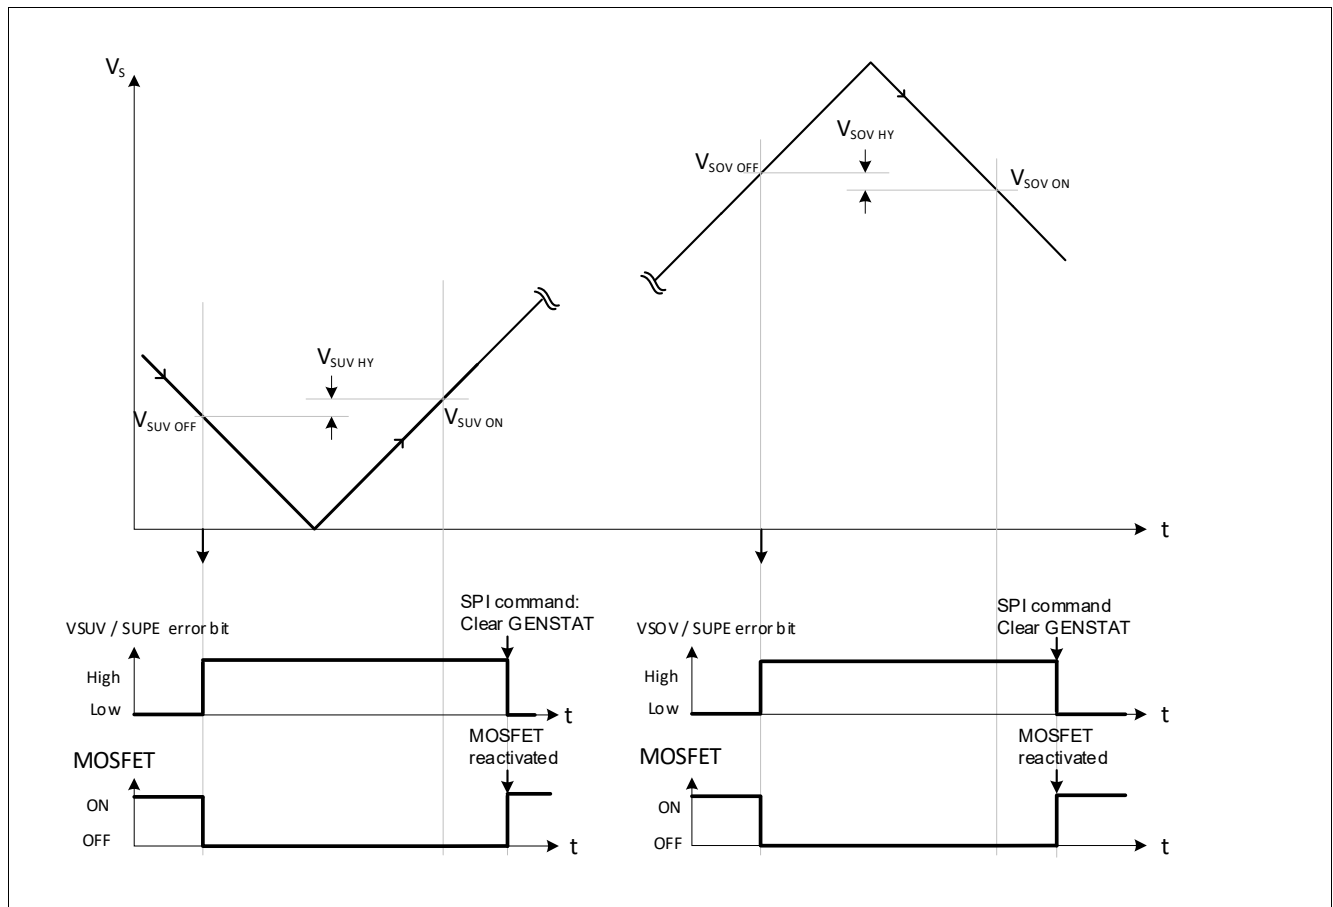 VS
VSOV HY
VSOV OFF
VSOV ON
VSUV HY
VSUV OFF
VSUV ON
t
SPI command:
Clear GENSTAT
VSUV / SUPE error bit
High
Low
t
MOSFET
reactivated
MOSFET
ON
OFF
t
SPI command
Clear GENSTAT
VSOV / SUPE error bit
High
Low
t
MOSFET
reactivated
MOSFET
ON
OFF
t